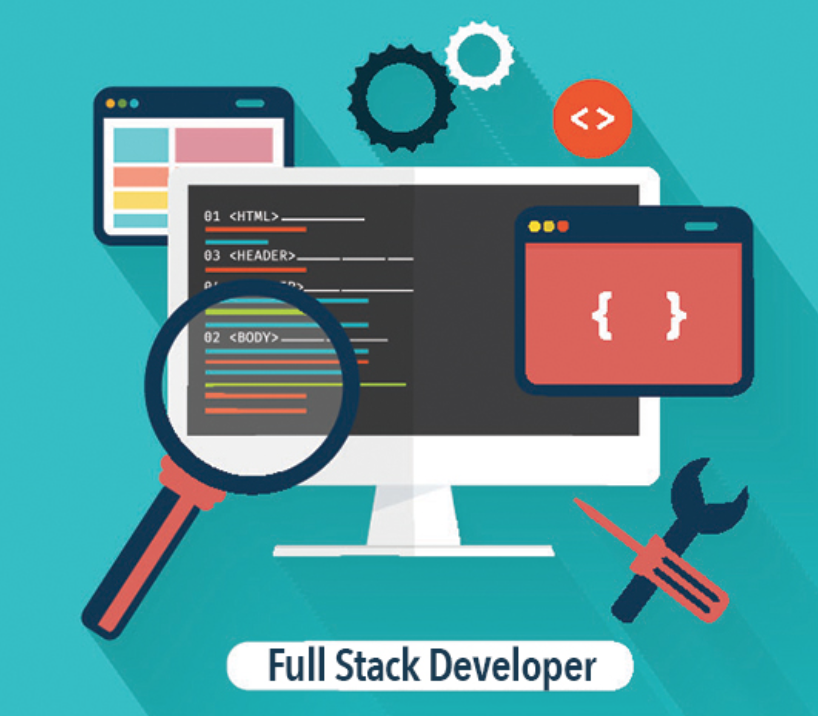 < >
01 <HTML>
03 <HEADER>
{ }
02 <BODY>
Full Stack Developer